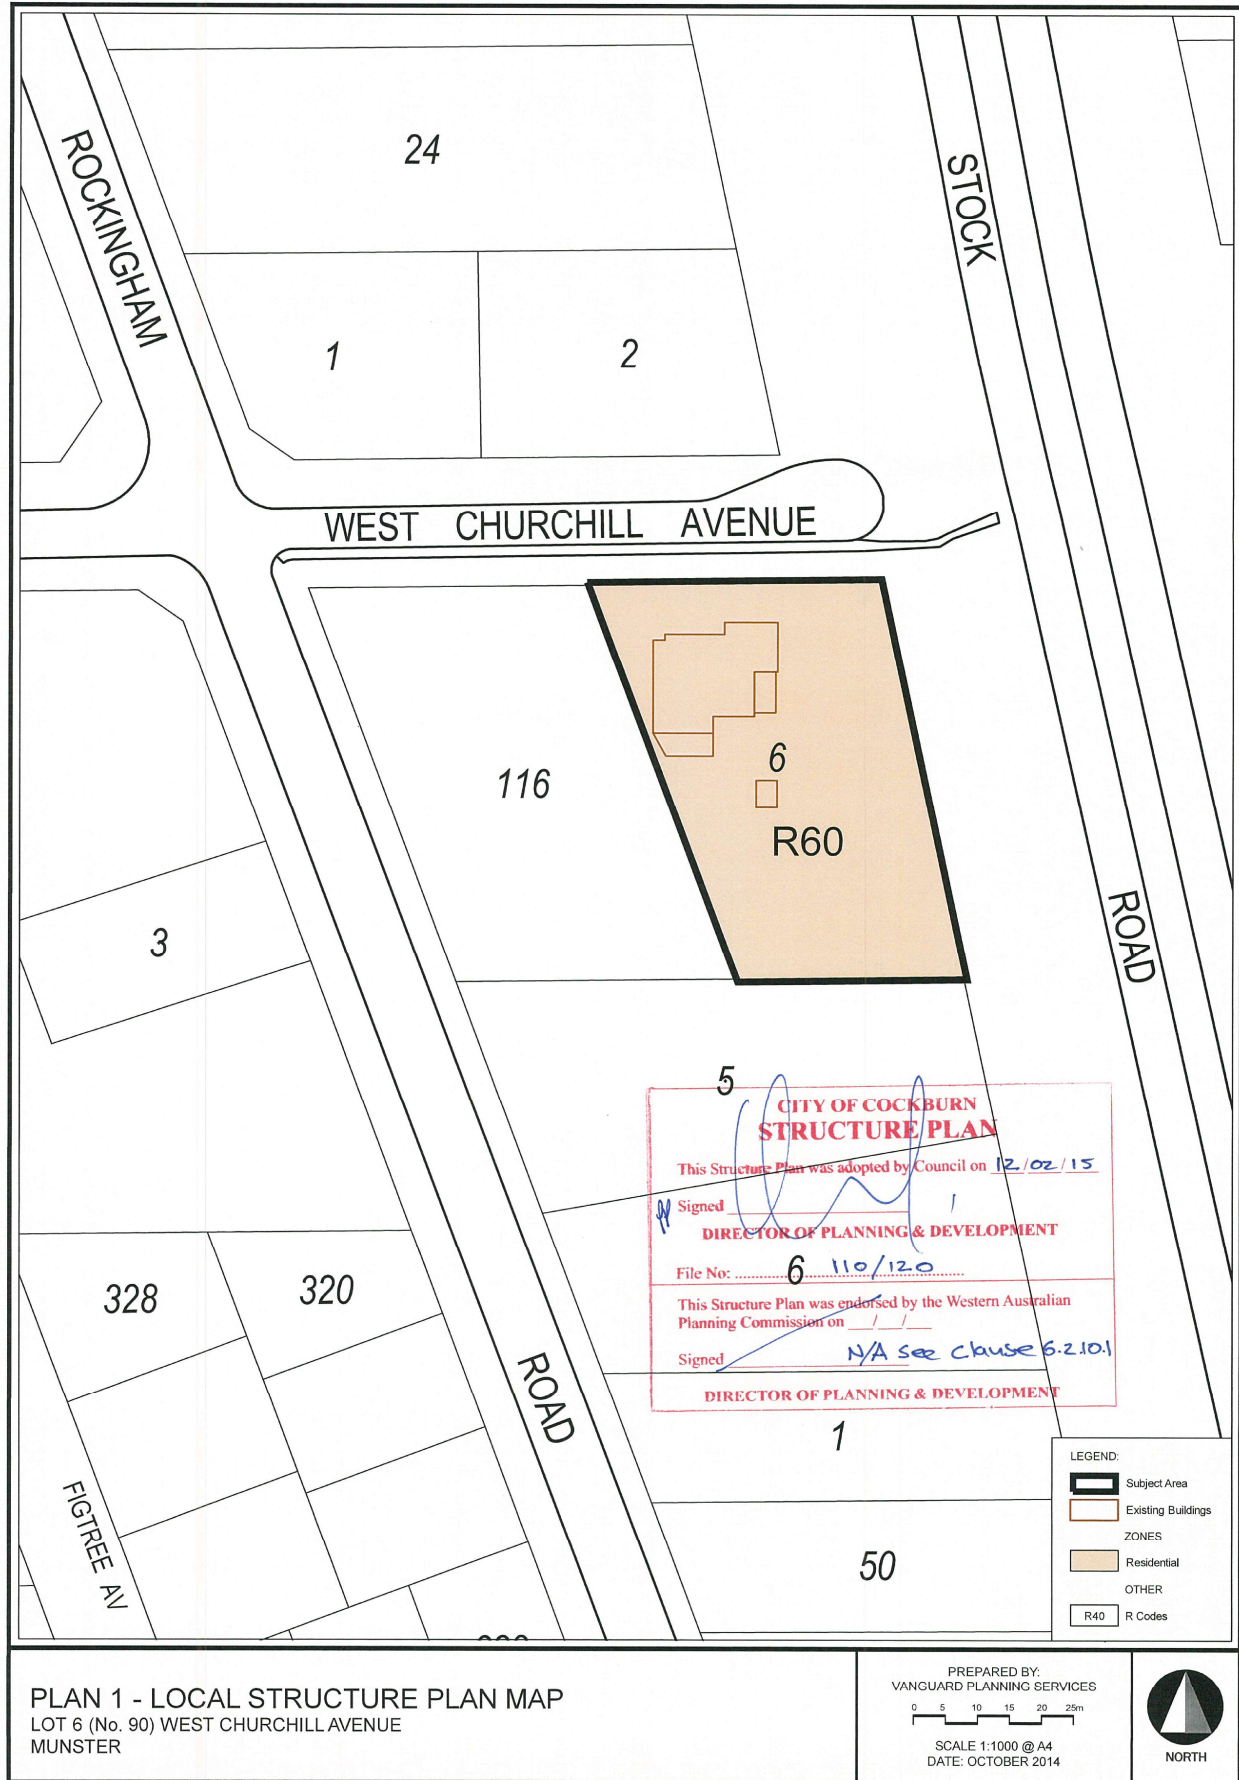 24
ROCKINGHAM
STOCK
1
2
WEST CHURCHILL AVENUE
116
6
R60
3
ROAD
5
CITY OF COCKBURN
STRUCTURE PLAN
This Structure Plan was adopted by Council on 12/02/15
Signed
DIRECTOR OF PLANNING & DEVELOPMENT
File No: 110/120
6
This Structure Plan was endorsed by the Western Australian
Planning Commission on / /
Signed N/A see clause 6.2.10.1
DIRECTOR OF PLANNING & DEVELOPMENT
328
320
ROAD
1
FIGTREE AV
50
LEGEND:
Subject Area
Existing Buildings
ZONES
Residential
OTHER
R40 R Codes
PLAN 1 - LOCAL STRUCTURE PLAN MAP
LOT 6 (No. 90) WEST CHURCHILL AVENUE
MUNSTER
PREPARED BY:
VANGUARD PLANNING SERVICES
0 5 10 15 20 25m
SCALE 1:1000 @ A4
DATE: OCTOBER 2014
NORTH